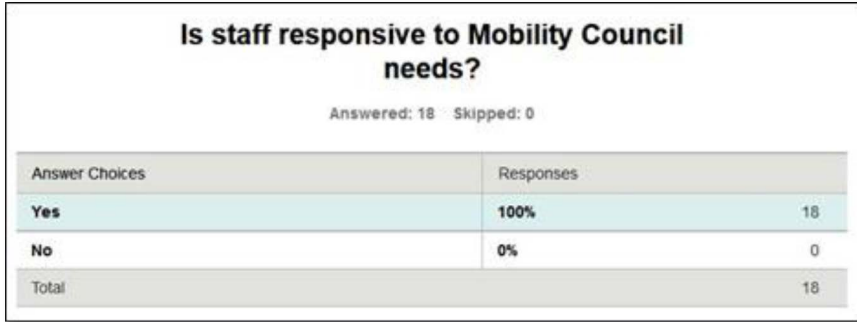 Is staff responsive to Mobility Council
needs?
Answered: 18 Skipped: 0
Answer Choices Responses
Yes 100% 18
No 0% 0
Total 18